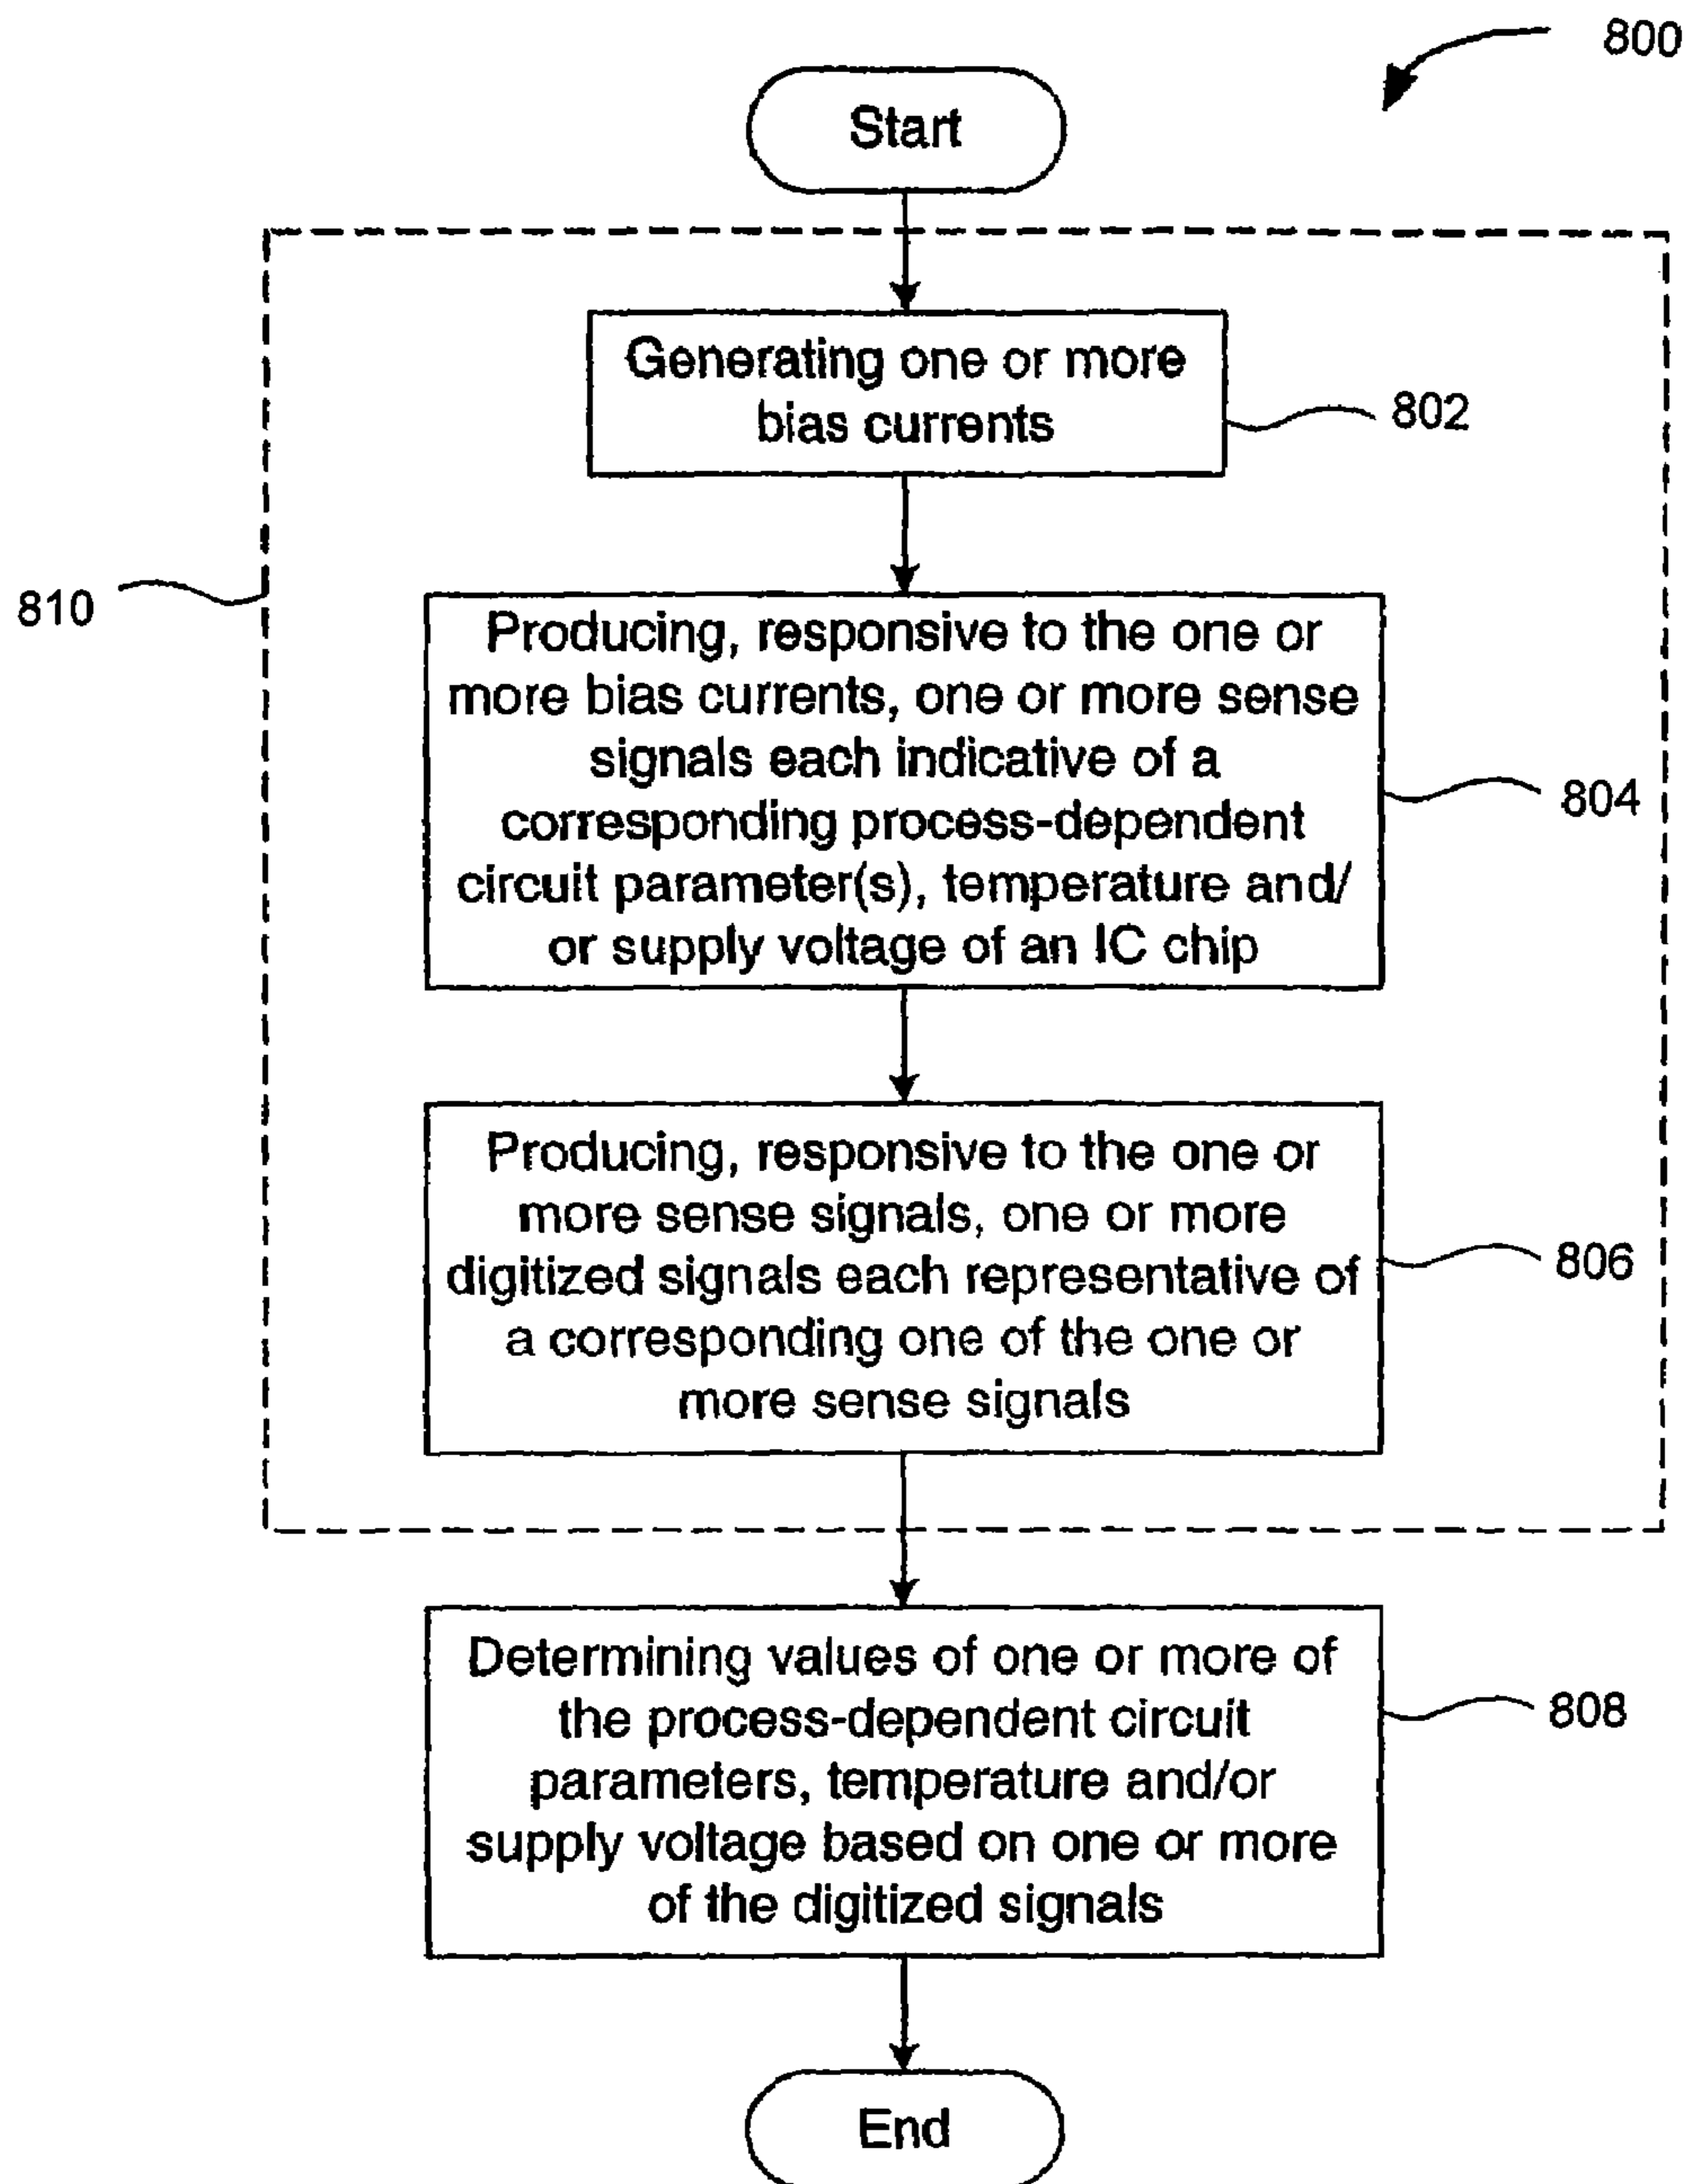 800
Start
Generating one or more
bias currents
802
810
Producing, responsive to the one or
more bias currents, one or more sense
signals each indicative of a
corresponding process-dependent
circuit parameter(s), temperature and/
or supply voltage of an IC chip
804
Producing, responsive to the one or
more sense signals, one or more
digitized signals each representative of
a corresponding one of the one or
more sense signals
806
Determining values of one or more of
the process-dependent circuit
parameters, temperature and/or
supply voltage based on one or more
of the digitized signals
808
End